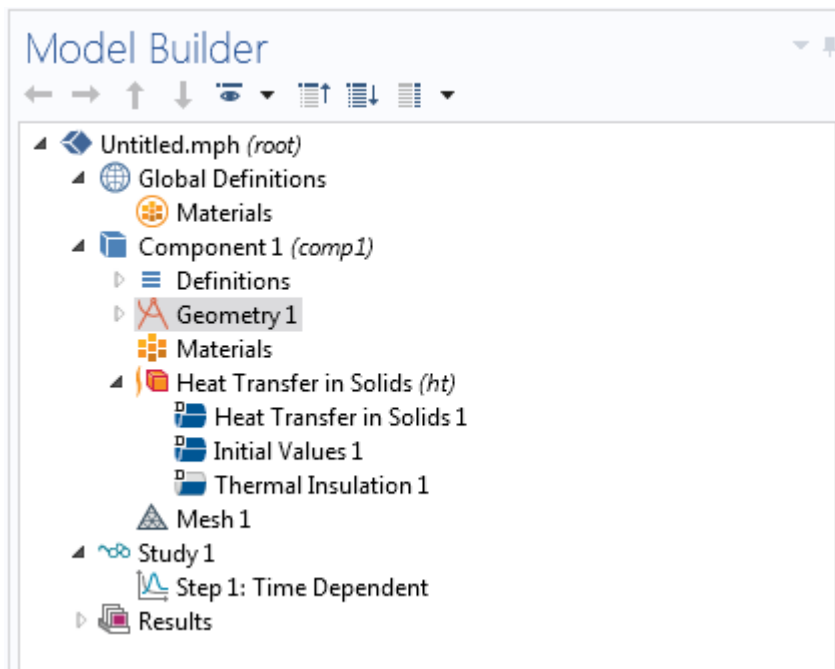 Model Builder
Untitled.mph (root)
Global Definitions
Materials
Component 1 (comp1)
Definitions
Geometry 1
Materials
Heat Transfer in Solids (ht)
Heat Transfer in Solids 1
Initial Values 1
Thermal Insulation 1
Mesh 1
Study 1
Step 1: Time Dependent
Results